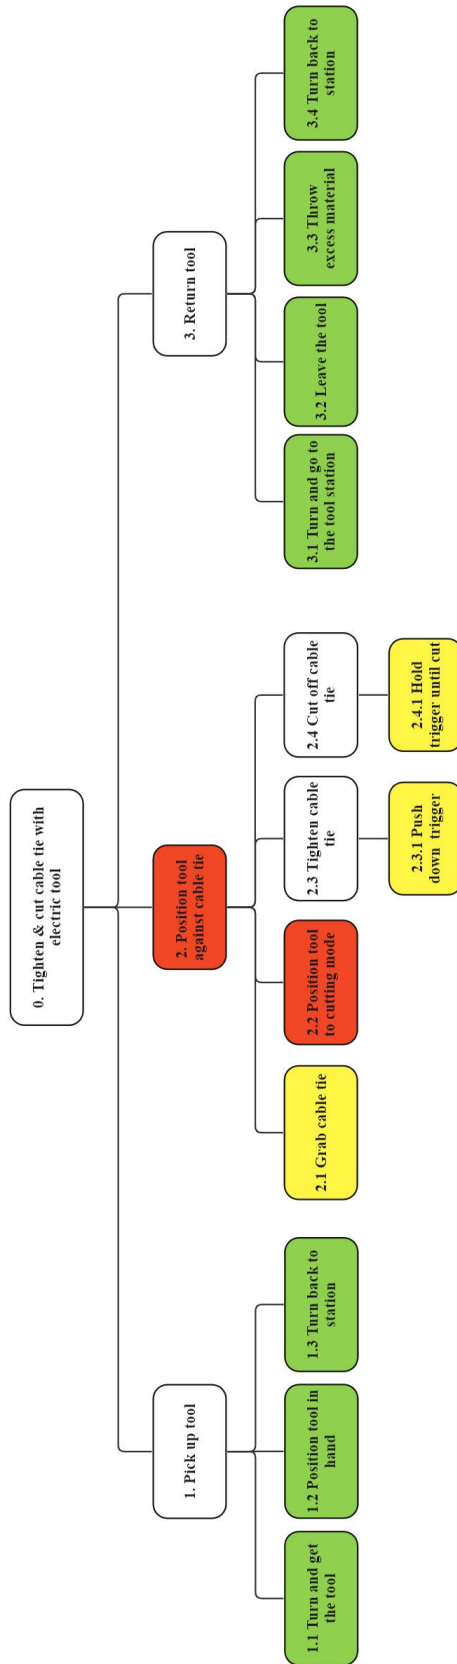 0. Tighten & cut cable tie with
electric tool
1. Pick up tool
2. Position tool
against cable tie
3. Return tool
1.1 Turn and get
the tool
1.2 Position tool in
hand
1.3 Turn back to
station
2.1 Grab cable tie
2.2 Position tool
to cutting mode
2.3 Tighten cable
tie
2.4 Cut off cable
tie
3.1 Turn and go to
the tool station
3.2 Leave the tool
3.3 Throw
excess material
3.4 Turn back to
station
2.3.1 Push
down trigger
2.4.1 Hold
trigger until cut